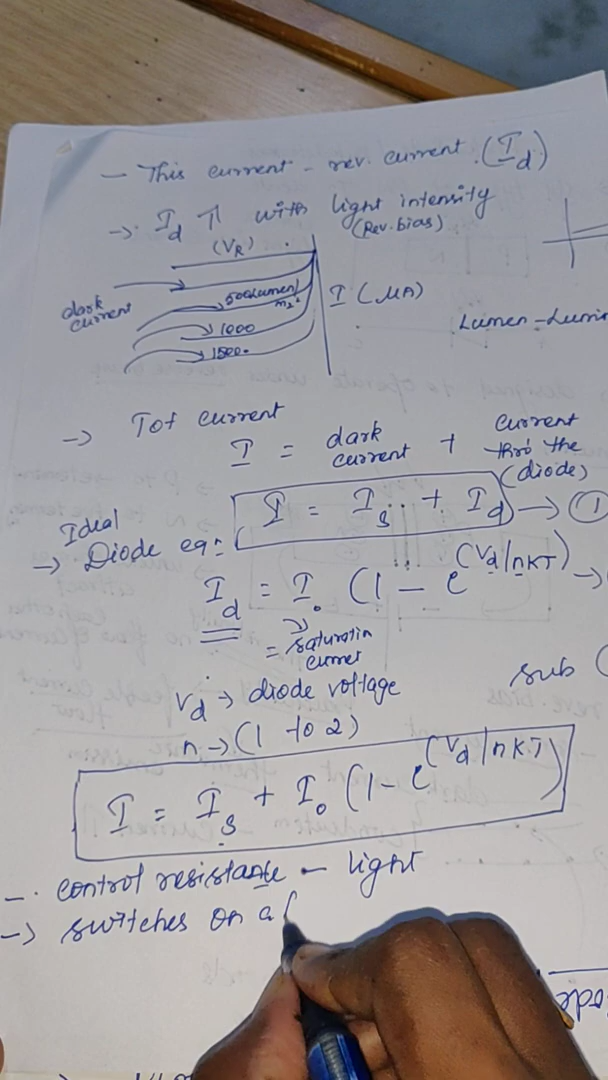 - This current - rev. current. (I_d)
-> I_d ↑ with light intensity
(Rev. bias)
(V_R)
dark current
500 lumen/m²
1000
1500
I (μA)
Lumen - Lumin
-> Tot current
I = dark current + current thro' the (diode)
I = I_s + I_d -> ①
-> Ideal Diode eq:
I_d = I_o (1 - e^(V_d/nKT) ->
= saturatin curret
sub (
V_d -> diode voltage
n -> (1 to 2)
I = I_s + I_o (1 - e^(V_d/nKT))
- control resistance - light
-> switches on a